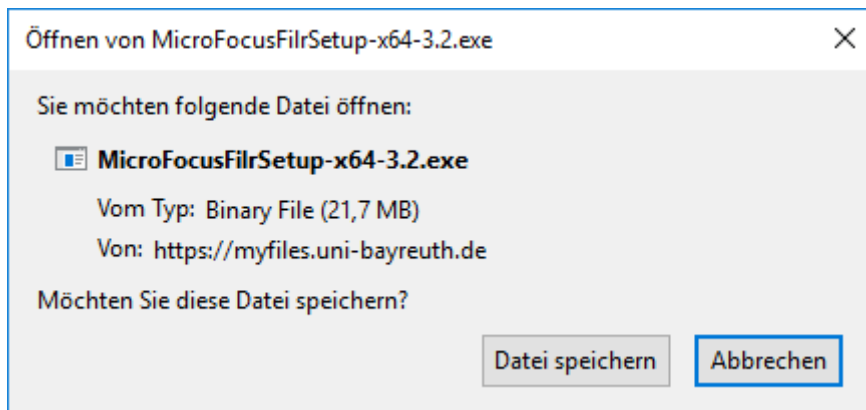 Öffnen von MicroFocusFilrSetup-x64-3.2.exe
Sie möchten folgende Datei öffnen:
MicroFocusFilrSetup-x64-3.2.exe
Vom Typ: Binary File (21,7 MB)
Von: https://myfiles.uni-bayreuth.de
Möchten Sie diese Datei speichern?
Datei speichern Abbrechen